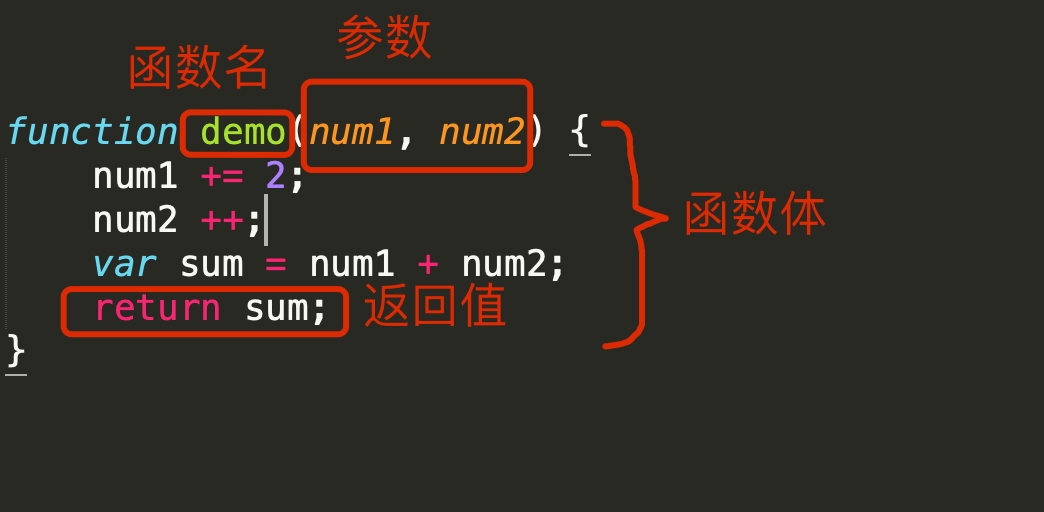 参数
函数名
function demo(num1, num2) {
num1 += 2;
num2 ++;
函数体
var sum = num1 + num2;
return sum;
返回值
}